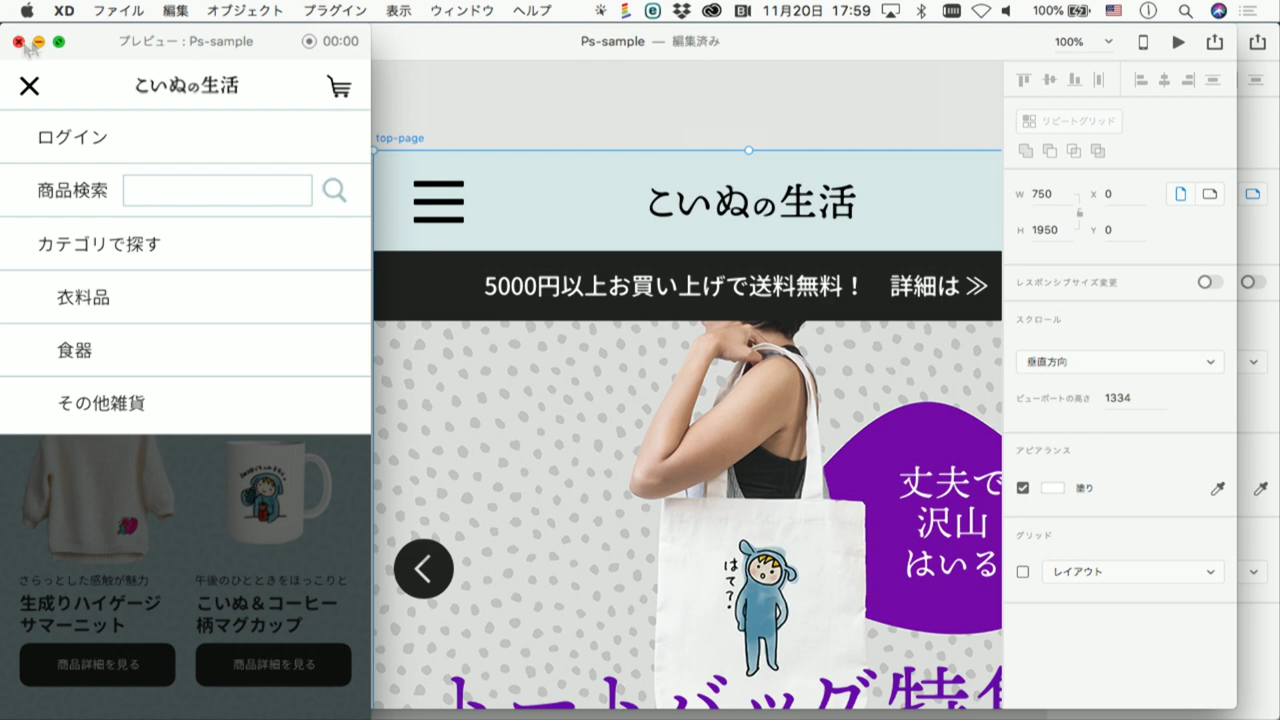 XD ファイル 編集 オブジェクト プラグイン 表示 ウィンドウ ヘルプ 11月20日 17:59 100%
プレビュー：Ps-sample 00:00
Ps-sample — 編集済み 100%
こいぬの生活
ログイン
商品検索
カテゴリで探す
衣料品
食器
その他雑貨
さらっとした感触が魅力
生成りハイゲージ
サマーニット
商品詳細を見る
午後のひとときをほっこりと
こいぬ＆コーヒー
柄マグカップ
商品詳細を見る
top-page
こいぬの生活
5000円以上お買い上げで送料無料！ 詳細は≫
丈夫で
沢山
はいる
はて？
トートバッグ特集
リピートグリッド
W 750 X 0
H 1950 Y 0
レスポンシブサイズ変更
スクロール
垂直方向
ビューポートの高さ 1334
アピアランス
塗り
グリッド
レイアウト